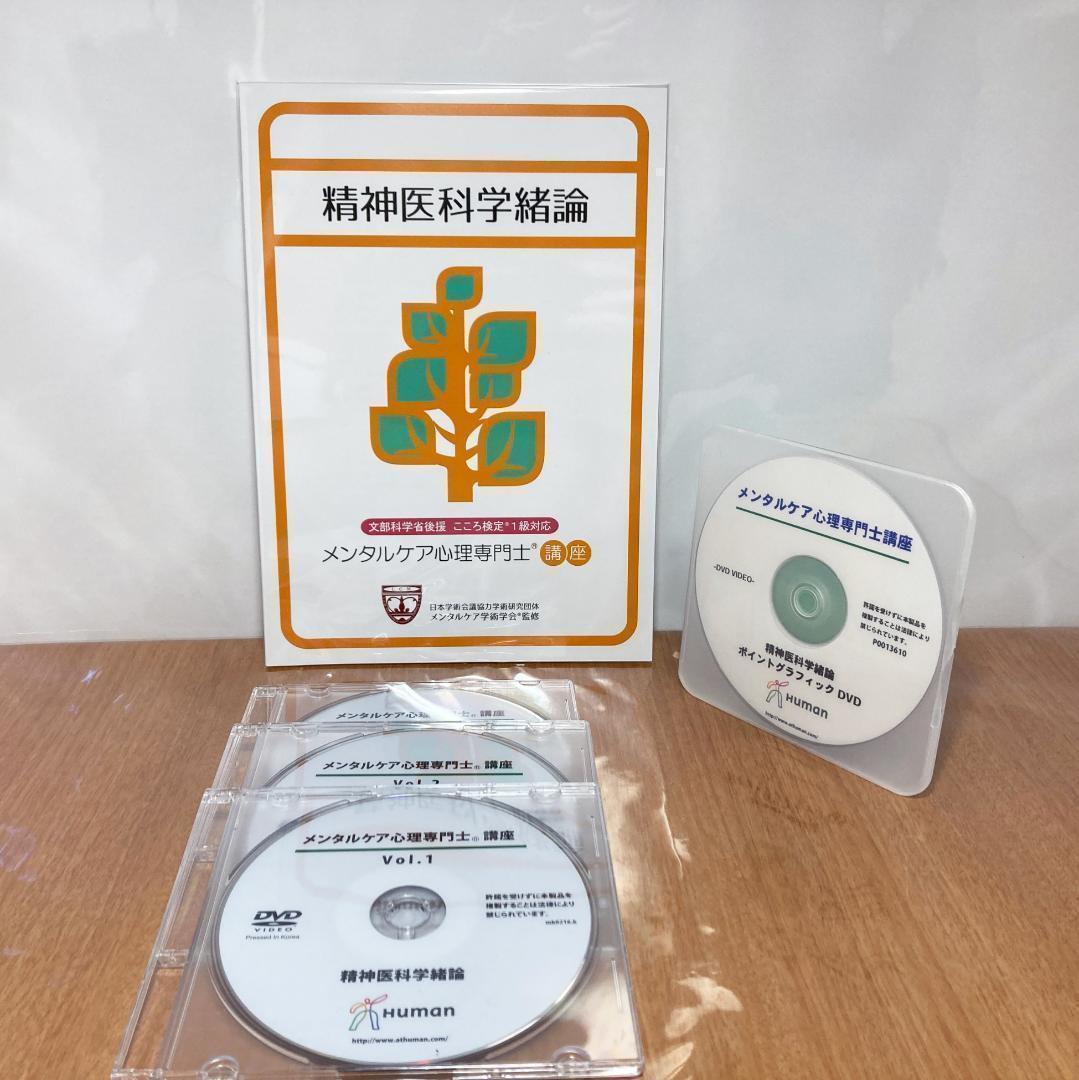 精神医科学緒論
文部科学省後援 こころ検定®1級対応
メンタルケア心理専門士®講座
日本学術会議協力学術研究団体
メンタルケア学術学会®監修
メンタルケア心理専門士講座
-DVD VIDEO-
許諾を受けずに本製品を
複製することは法律により
禁じられています。
P0013610
精神医科学緒論
ポイントグラフィック DVD
Human
http://www.athuman.com/
メンタルケア心理専門士® 講座
メンタルケア心理専門士® 講座
メンタルケア心理専門士® 講座
Vol.1
DVD
VIDEO
Pressed in Korea
許諾を受けずに本製品を
複製することは法律により
禁じられています。
精神医科学緒論
Human
http://www.athuman.com/